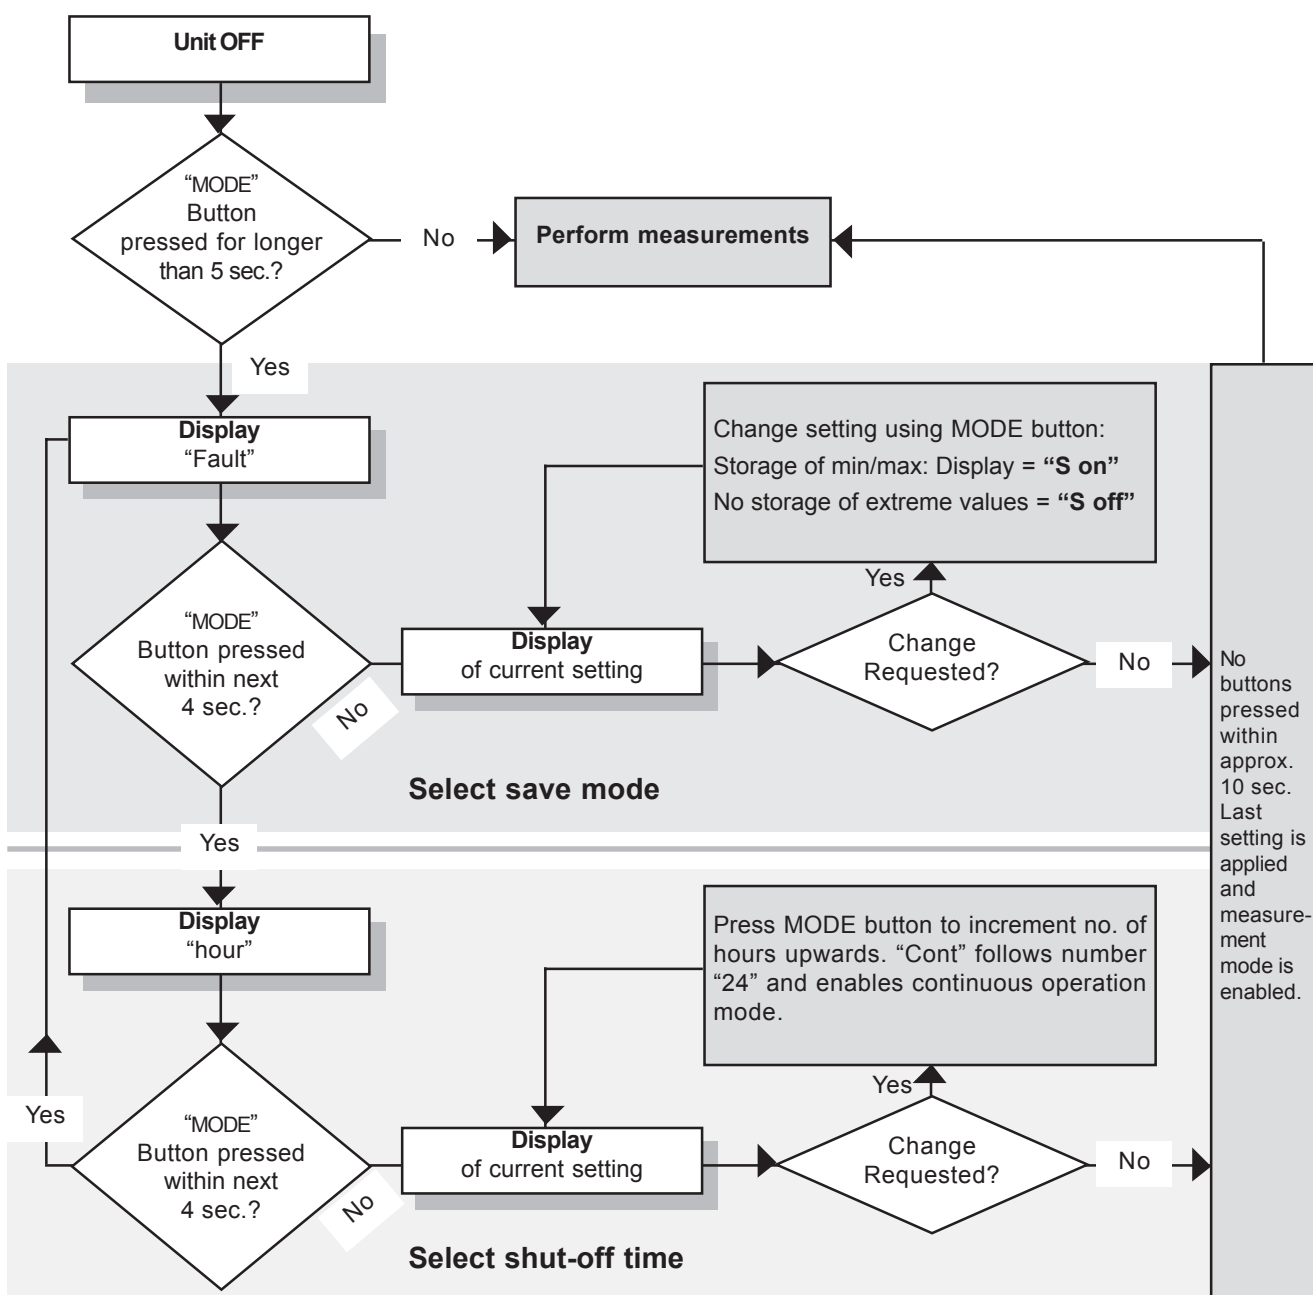 Unit OFF
“MODE”
Button
pressed for longer
than 5 sec.?
No
Perform measurements
Yes
Display
“Fault”
Change setting using MODE button:
Storage of min/max: Display = “S on”
No storage of extreme values = “S off”
Yes
“MODE”
Button pressed
within next
4 sec.?
No
Display
of current setting
Change
Requested?
No
Select save mode
Yes
Display
“hour”
Press MODE button to increment no. of
hours upwards. “Cont” follows number
“24” and enables continuous operation
mode.
Yes
Yes
“MODE”
Button pressed
within next
4 sec.?
No
Display
of current setting
Change
Requested?
No
Select shut-off time
No
buttons
pressed
within
approx.
10 sec.
Last
setting is
applied
and
measure-
ment
mode is
enabled.